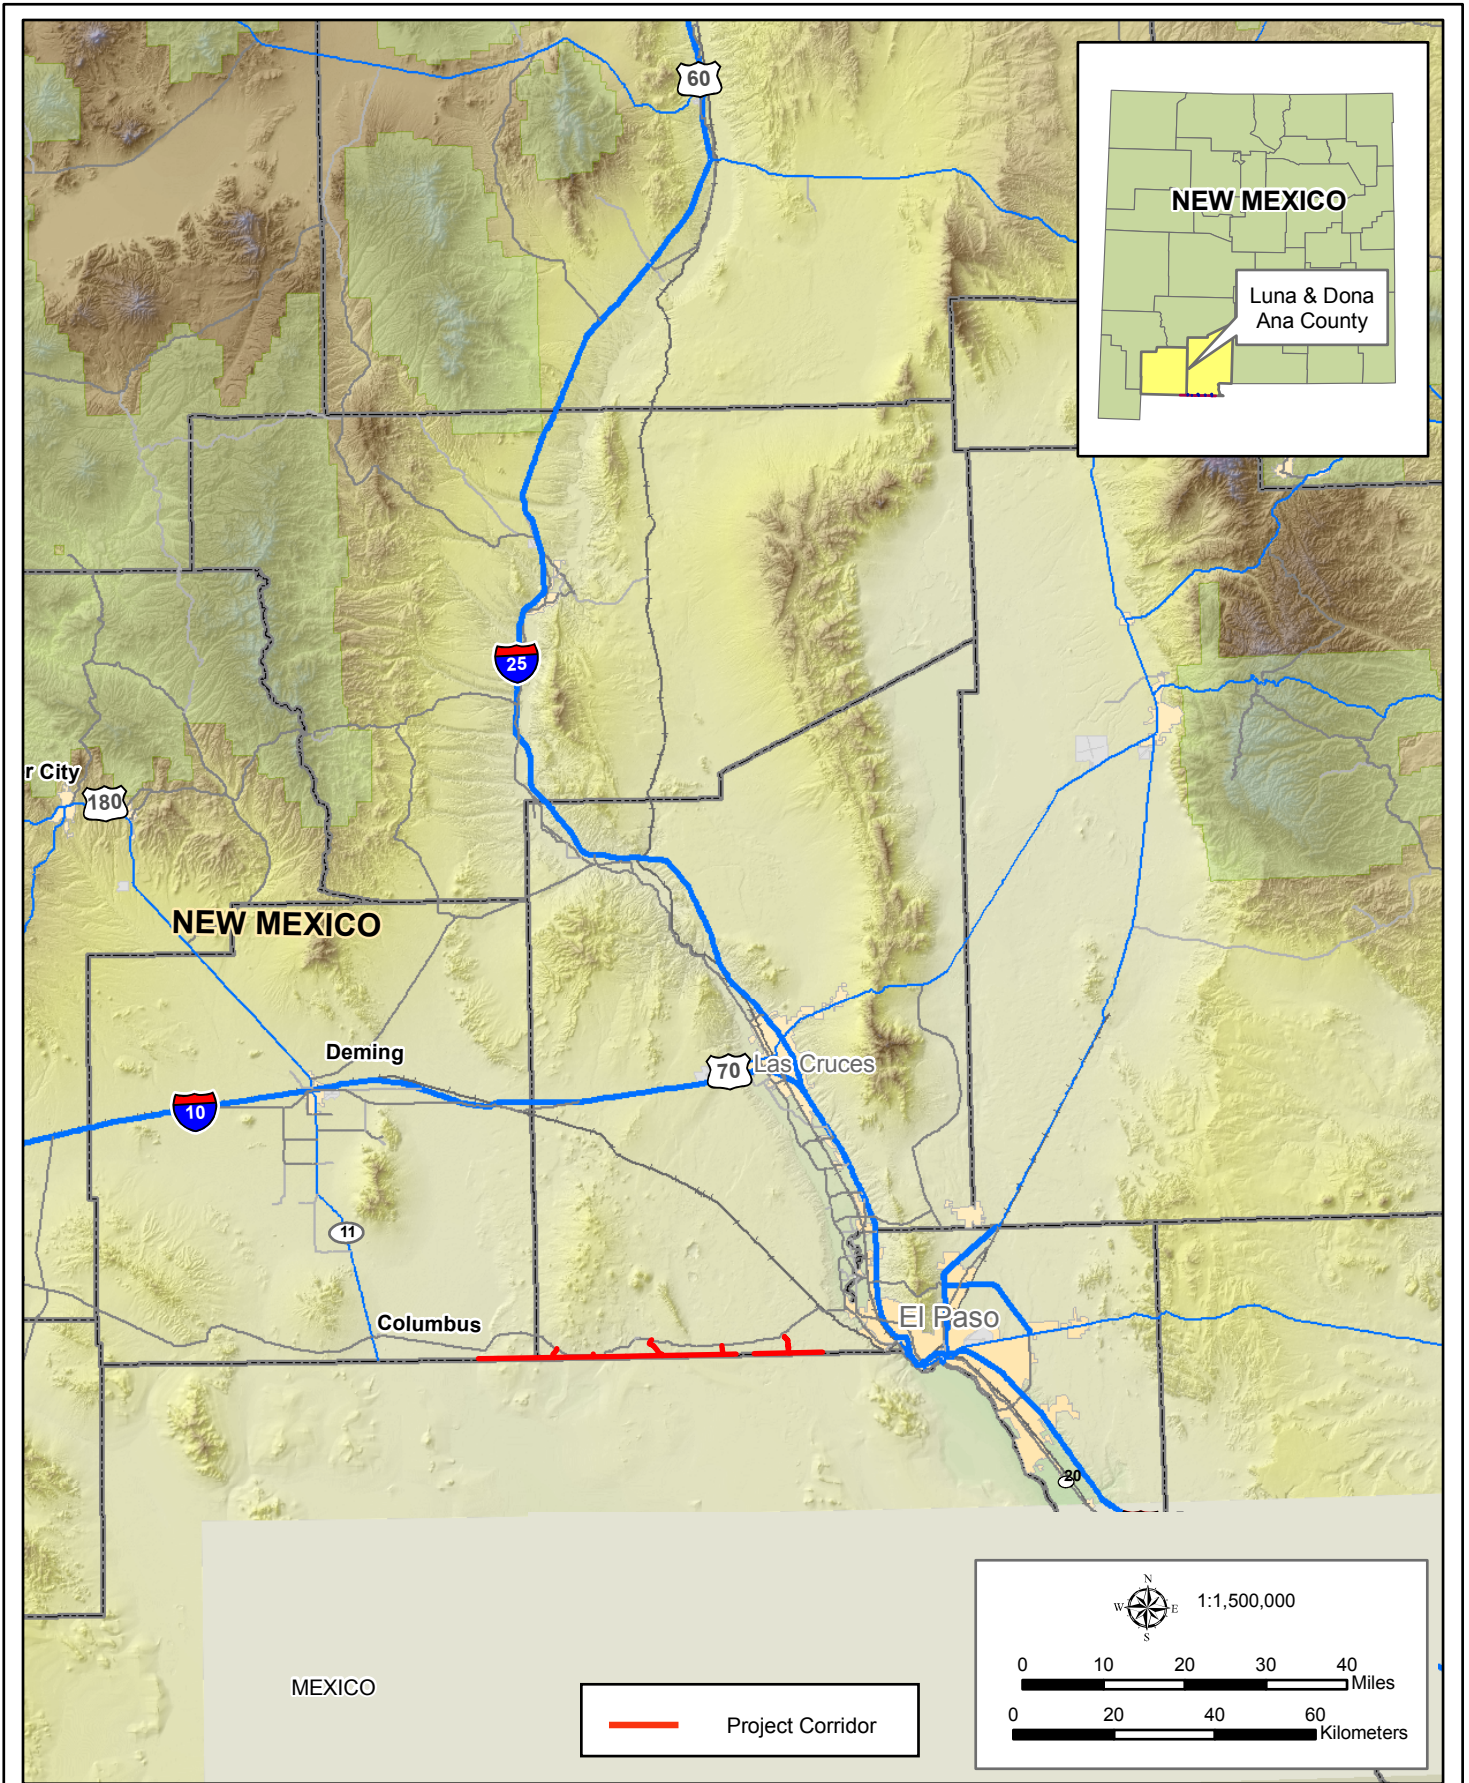 60
NEW MEXICO
Luna & Dona
Ana County
25
r City
180
NEW MEXICO
Deming
70
Las Cruces
10
11
Columbus
El Paso
20
N
W
E
S
1:1,500,000
0 10 20 30 40
Miles
0 20 40 60
Kilometers
MEXICO
Project Corridor